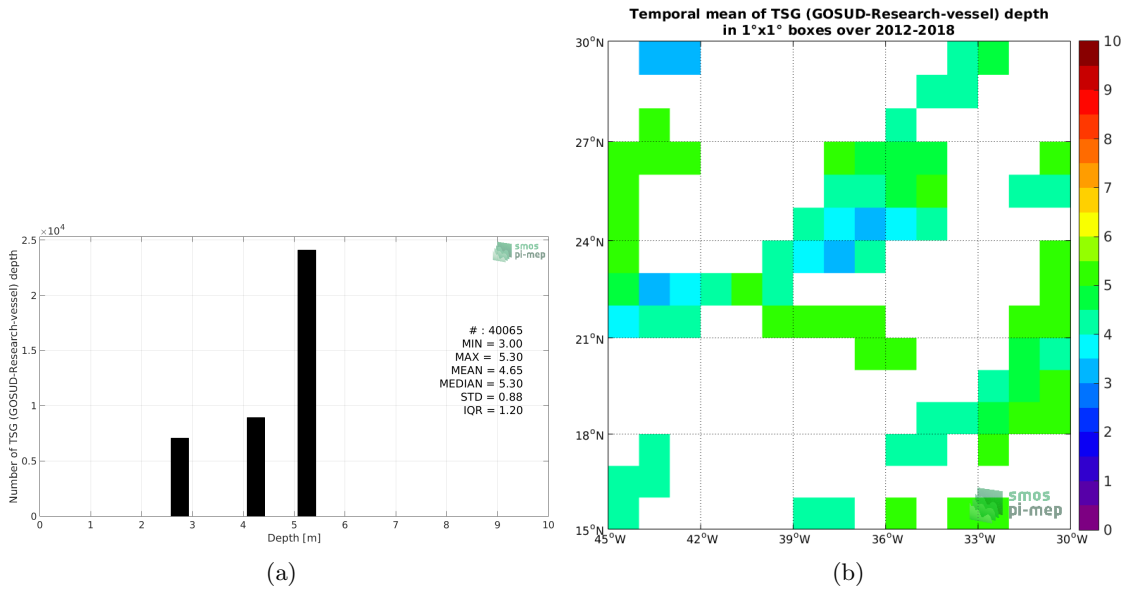 ×10⁴
2.5
2
1.5
1
0.5
0
Number of TSG (GOSUD-Research-vessel) depth
smos
pi-mep
# : 40065
MIN = 3.00
MAX = 5.30
MEAN = 4.65
MEDIAN = 5.30
STD = 0.88
IQR = 1.20
0 1 2 3 4 5 6 7 8 9 10
Depth [m]
(a)
Temporal mean of TSG (GOSUD-Research-vessel) depth
in 1°x1° boxes over 2012-2018
30°N
27°N
24°N
21°N
18°N
15°N
45°W 42°W 39°W 36°W 33°W 30°W
smos
pi-mep
10
9
8
7
6
5
4
3
2
1
0
(b)